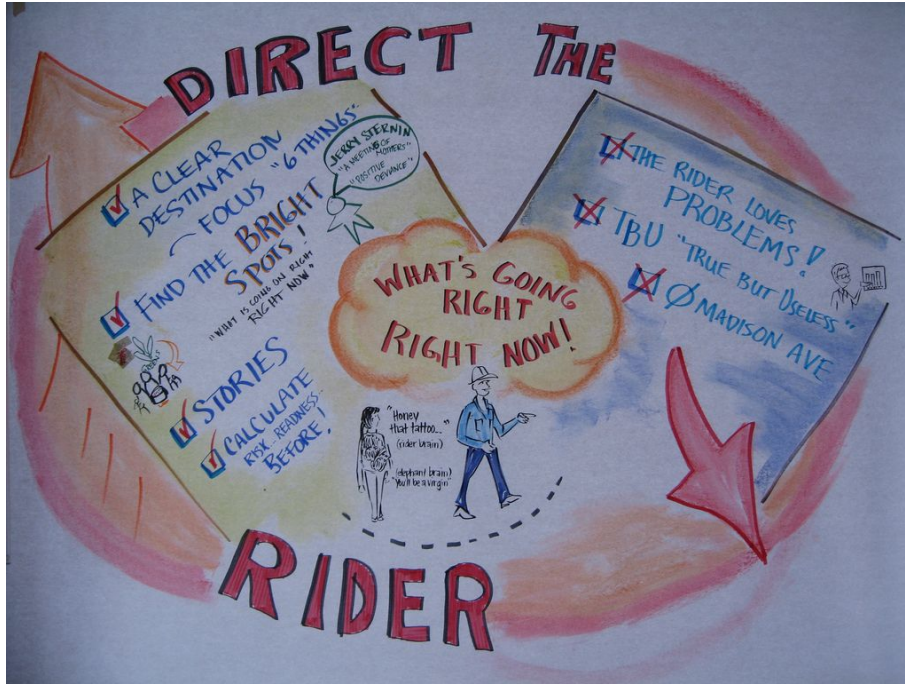 DIRECT THE
A CLEAR
DESTINATION
FOCUS "6 THINGS"
FIND THE BRIGHT
SPOTS!
"WHAT IS GOING ON RIGHT
RIGHT NOW"
STORIES
CALCULATE
RISK... READNESS...
BEFORE!
JERRY STERNIN
"A MEETING OF
MOTHERS"
"POSITIVE
DEVIANCE"
WHAT'S GOING
RIGHT
RIGHT NOW!
THE RIDER LOVES
PROBLEMS!
TBU "TRUE BUT USELESS"
Ø MADISON AVE
"Honey
that tattoo..."
(rider brain)
(elephant brain)
"You'll be a virgin"
RIDER